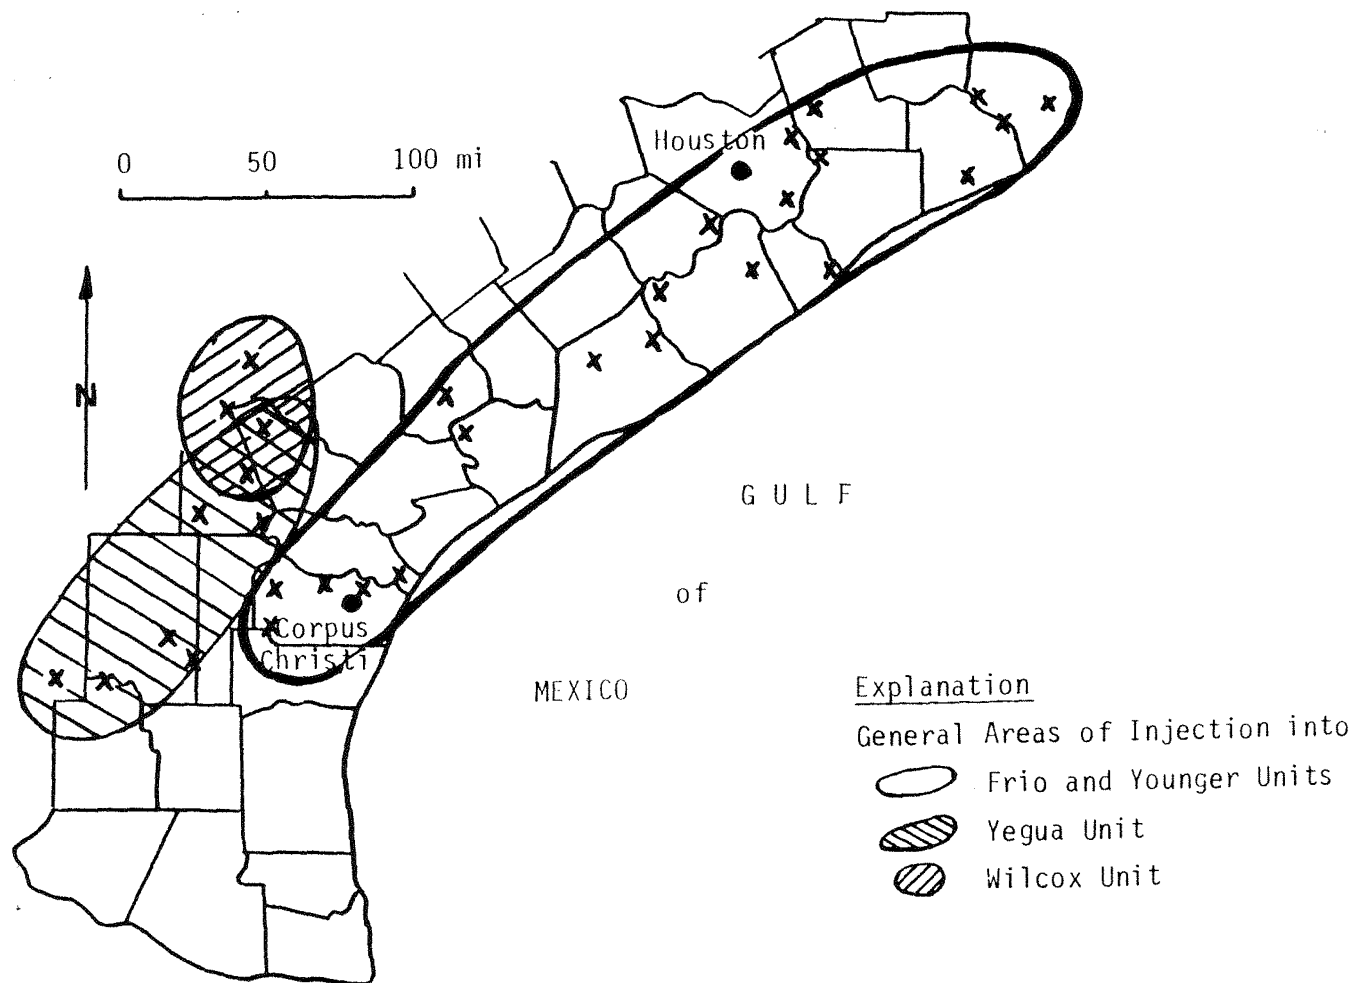 Houston
0 50 100 mi
N
GULF
of
MEXICO
Corpus
Christi
Explanation
General Areas of Injection into
Frio and Younger Units
Yegua Unit
Wilcox Unit